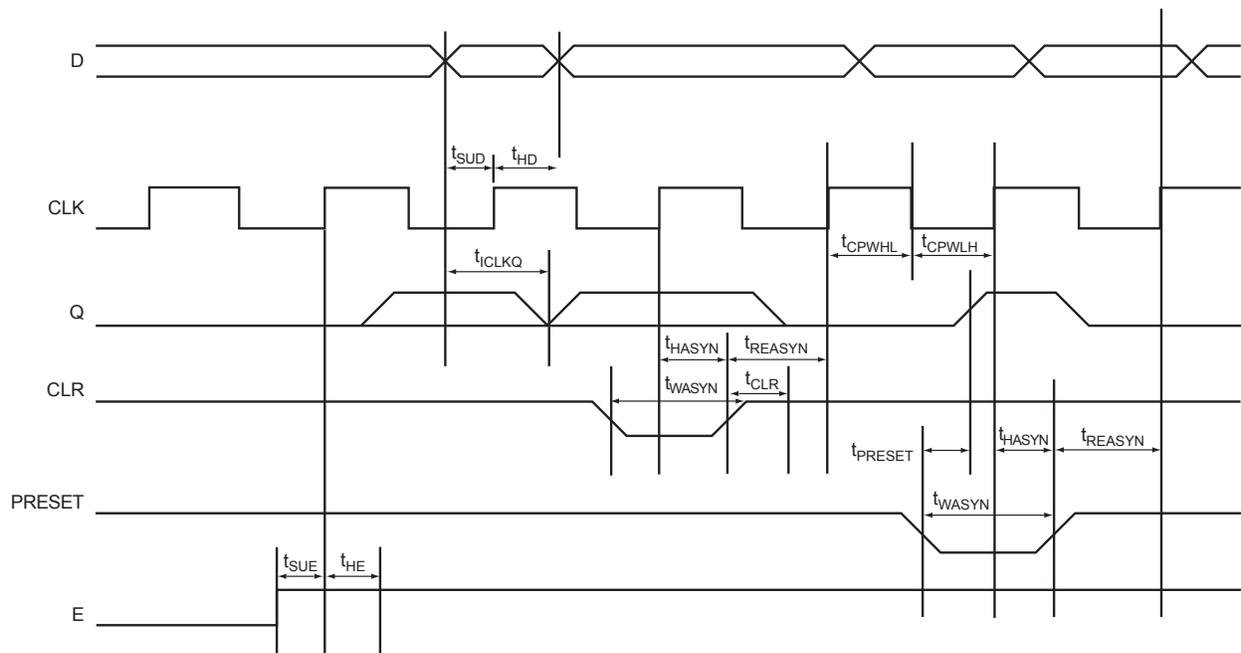 D
tSUD tHD
CLK
tCPWHL tCPWLH
tICLKQ
Q
tHASYN tREASYN
tWASYN tCLR
CLR
tPRESET tHASYN tREASYN
tWASYN
PRESET
tSUE tHE
E